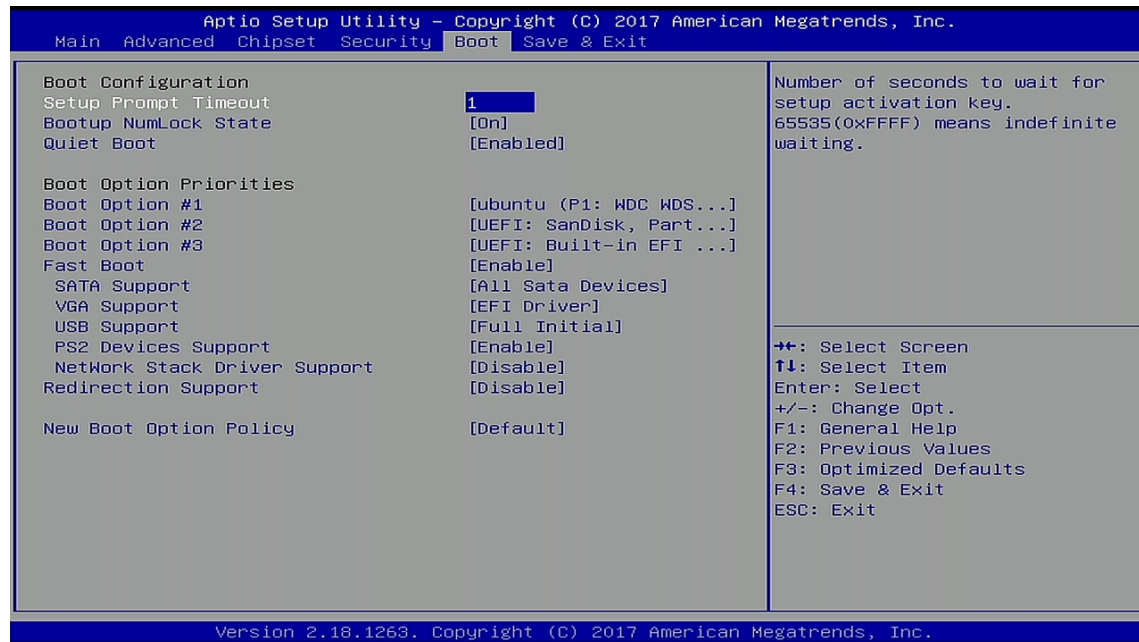 Aptio Setup Utility – Copyright (C) 2017 American Megatrends, Inc.
Main Advanced Chipset Security Boot Save & Exit
Boot Configuration
Setup Prompt Timeout 1
Bootup NumLock State [On]
Quiet Boot [Enabled]
Boot Option Priorities
Boot Option #1 [ubuntu (P1: WDC WDS...]
Boot Option #2 [UEFI: SanDisk, Part...]
Boot Option #3 [UEFI: Built-in EFI ...]
Fast Boot [Enable]
SATA Support [All Sata Devices]
VGA Support [EFI Driver]
USB Support [Full Initial]
PS2 Devices Support [Enable]
NetWork Stack Driver Support [Disable]
Redirection Support [Disable]
New Boot Option Policy [Default]
Number of seconds to wait for
setup activation key.
65535(0xFFFF) means indefinite
waiting.
→←: Select Screen
↑↓: Select Item
Enter: Select
+/-: Change Opt.
F1: General Help
F2: Previous Values
F3: Optimized Defaults
F4: Save & Exit
ESC: Exit
Version 2.18.1263. Copyright (C) 2017 American Megatrends, Inc.